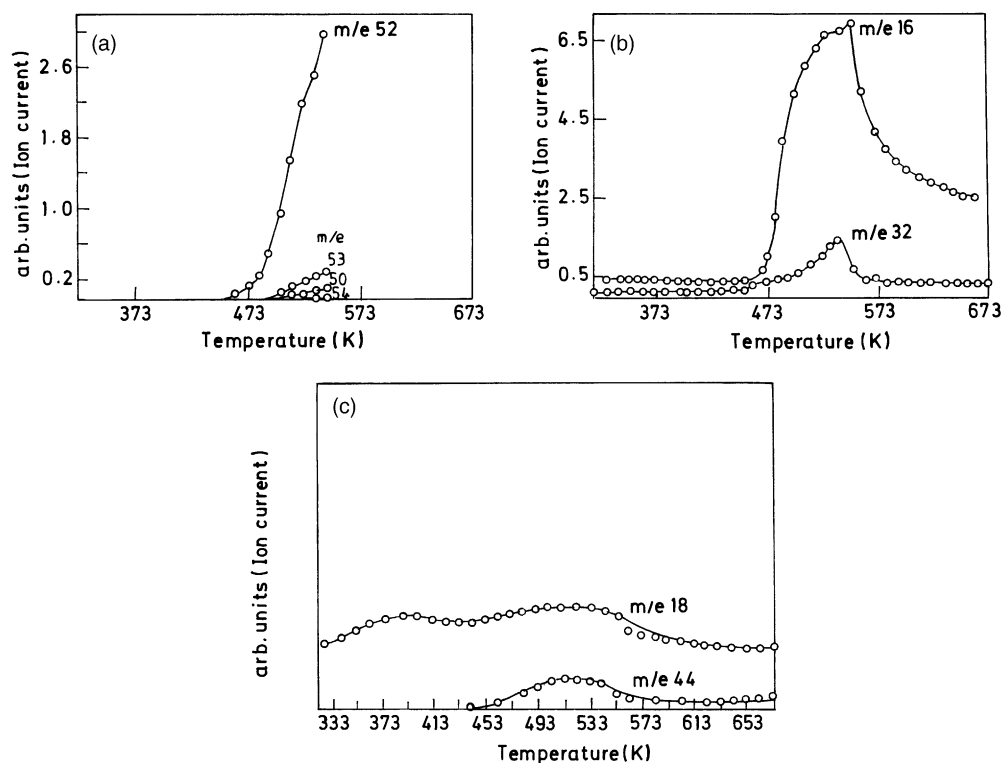 (a)
arb.units (Ion current)
2.6
1.8
1.0
0.2
m/e 52
m/e
53
50
54
373 473 573 673
Temperature (K)
(b)
arb.units (Ion current)
6.5
4.5
2.5
0.5
m/e 16
m/e 32
373 473 573 673
Temperature (K)
(c)
arb. units (Ion current)
m/e 18
m/e 44
333 373 413 453 493 533 573 613 653
Temperature (K)